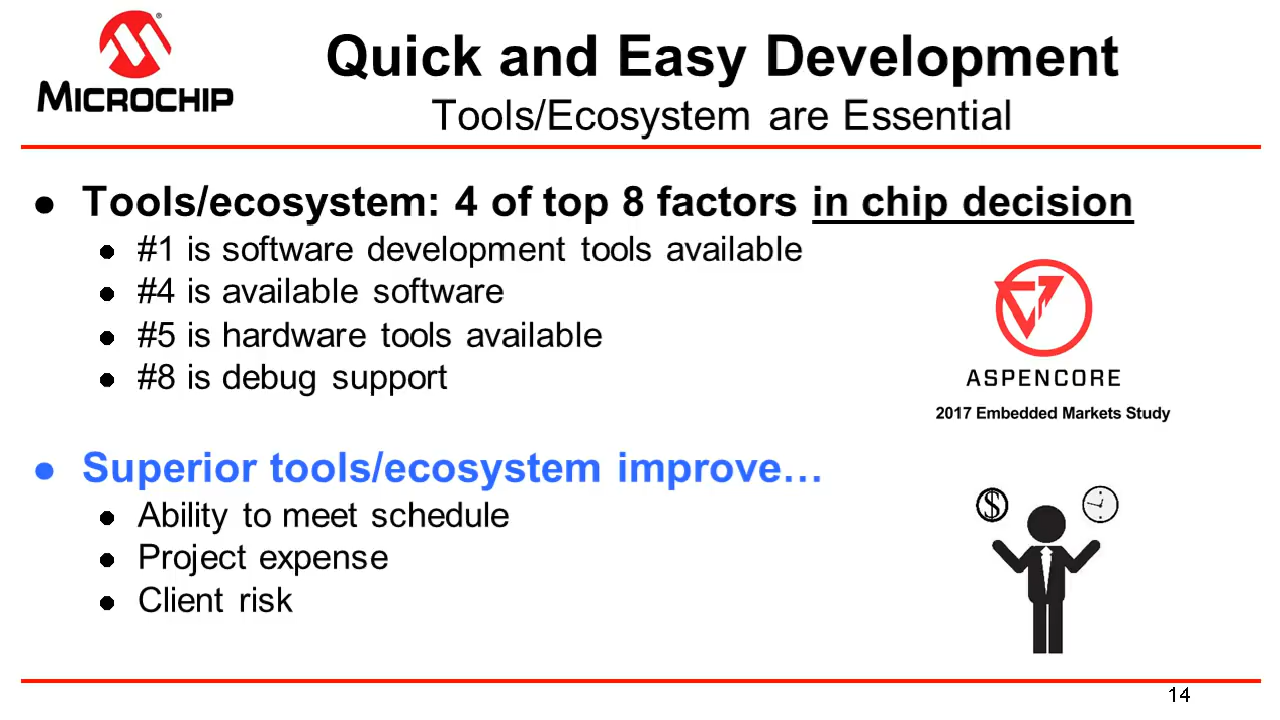 MICROCHIP
Quick and Easy Development
Tools/Ecosystem are Essential
● Tools/ecosystem: 4 of top 8 factors in chip decision
● #1 is software development tools available
● #4 is available software
● #5 is hardware tools available
● #8 is debug support
ASPENCORE
2017 Embedded Markets Study
● Superior tools/ecosystem improve…
● Ability to meet schedule
● Project expense
● Client risk
$
14